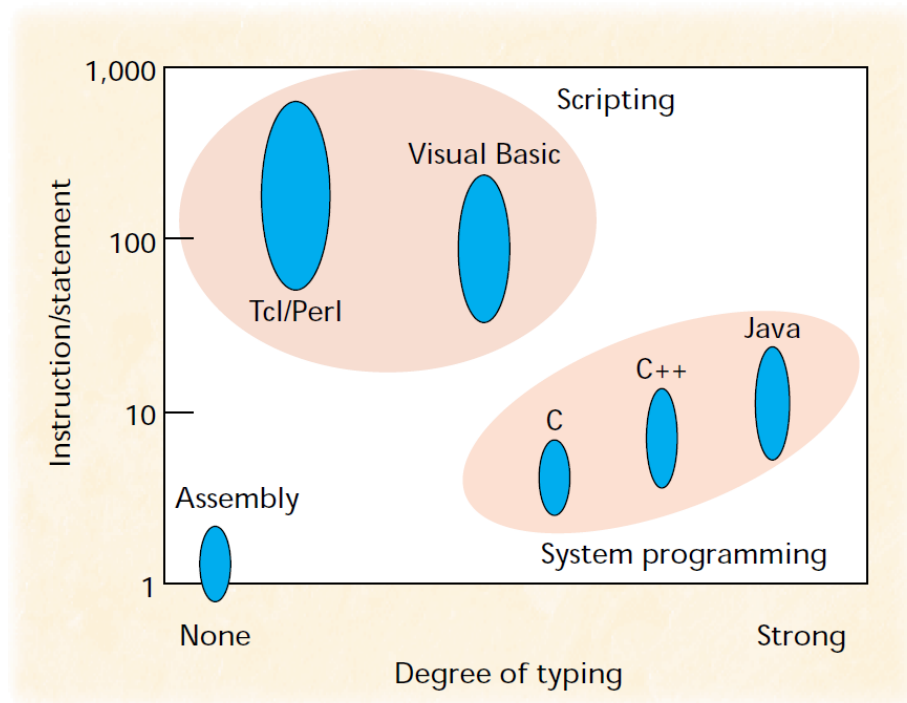 1,000
Scripting
Visual Basic
Instruction/statement
100
Tcl/Perl
Java
C++
10
C
Assembly
System programming
1
None
Strong
Degree of typing